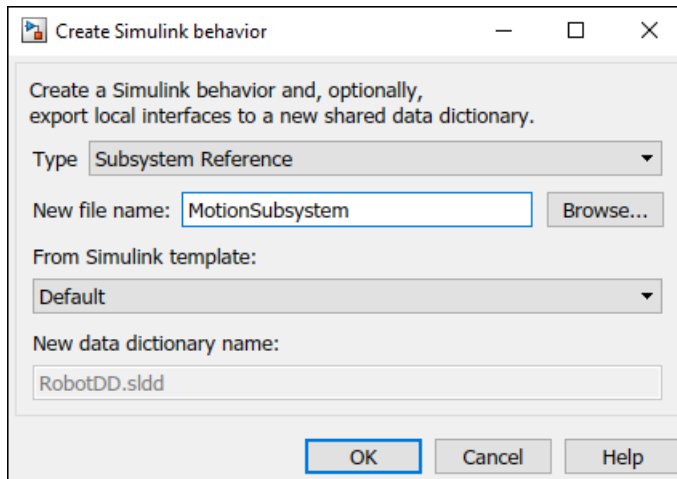 Create Simulink behavior
Create a Simulink behavior and, optionally,
export local interfaces to a new shared data dictionary.
Type Subsystem Reference
New file name: MotionSubsystem Browse...
From Simulink template:
Default
New data dictionary name:
RobotDD.sldd
OK Cancel Help